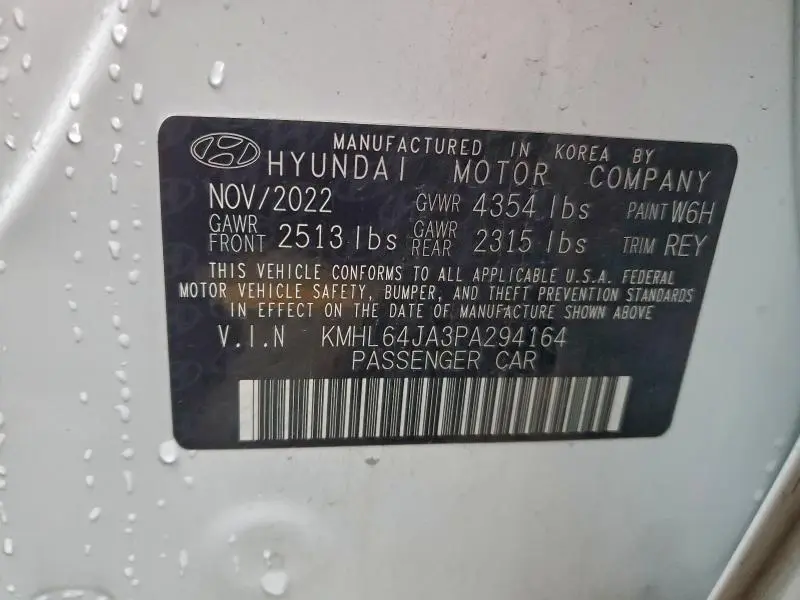 MANUFACTURED IN KOREA BY
HYUNDAI MOTOR COMPANY
NOV/2022 GVWR 4354 lbs PAINT W6H
GAWR FRONT 2513 lbs GAWR REAR 2315 lbs TRIM REY
THIS VEHICLE CONFORMS TO ALL APPLICABLE U.S.A. FEDERAL
MOTOR VEHICLE SAFETY, BUMPER, AND THEFT PREVENTION STANDARDS
IN EFFECT ON THE DATE OF MANUFACTURE SHOWN ABOVE
V.I.N KMHL64JA3PA294164
PASSENGER CAR